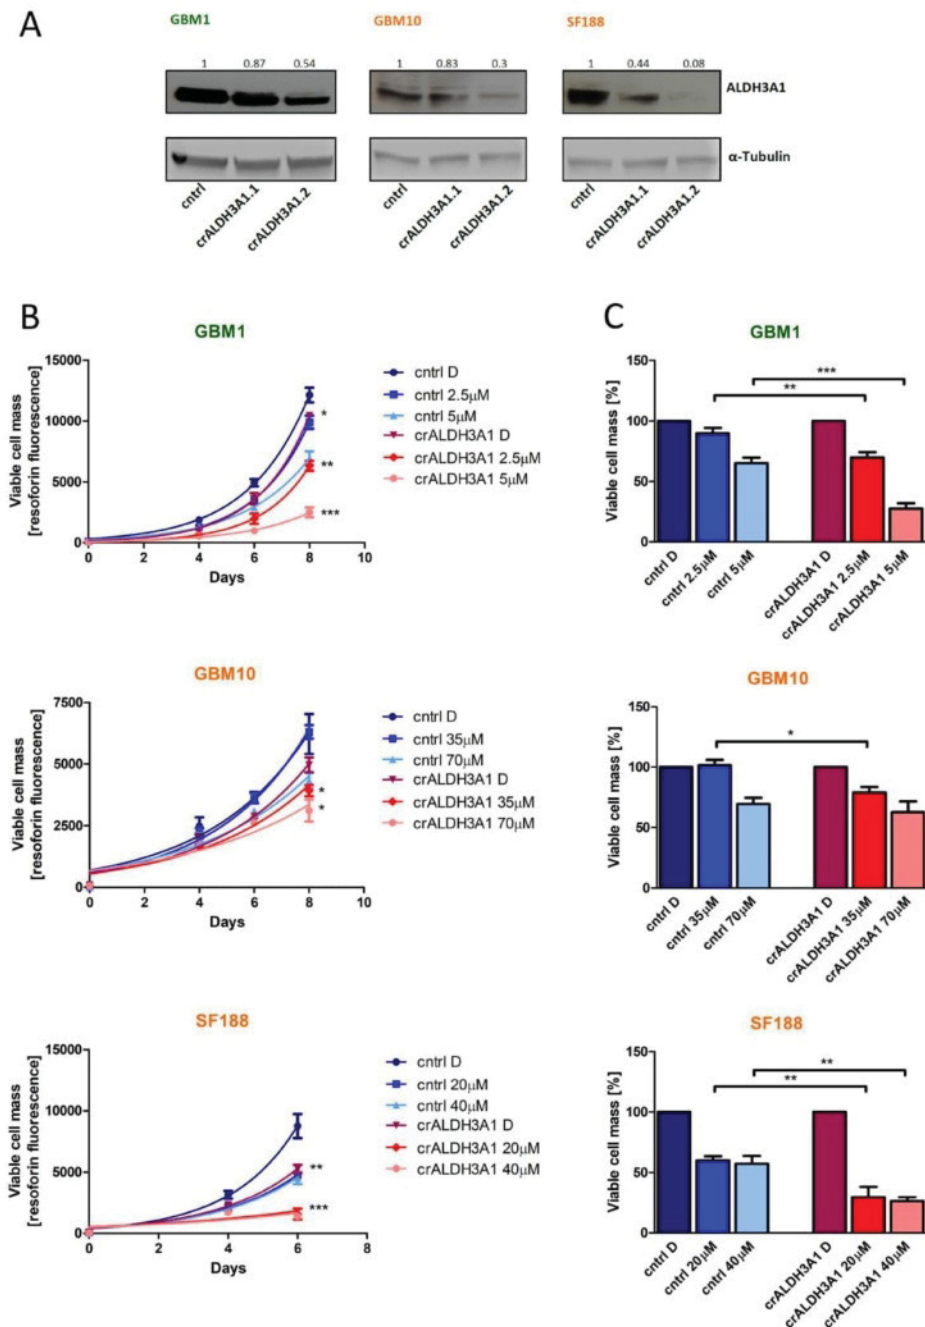 A
GBM1
GBM10
SF188
1 0.87 0.54
1 0.83 0.3
1 0.44 0.08
ALDH3A1
α-Tubulin
cntrl
crALDH3A1.1
crALDH3A1.2
cntrl
crALDH3A1.1
crALDH3A1.2
cntrl
crALDH3A1.1
crALDH3A1.2
B
GBM1
Viable cell mass
[resoforin fluorescence]
15000
10000
5000
0
0 2 4 6 8 10
Days
*
**
***
cntrl D
cntrl 2.5μM
cntrl 5μM
crALDH3A1 D
crALDH3A1 2.5μM
crALDH3A1 5μM
GBM10
Viable cell mass
[resoforin fluorescence]
7500
5000
2500
0
0 2 4 6 8 10
Days
*
*
cntrl D
cntrl 35μM
cntrl 70μM
crALDH3A1 D
crALDH3A1 35μM
crALDH3A1 70μM
SF188
Viable cell mass
[resoforin fluorescence]
15000
10000
5000
0
0 2 4 6 8
Days
**
***
cntrl D
cntrl 20μM
cntrl 40μM
crALDH3A1 D
crALDH3A1 20μM
crALDH3A1 40μM
C
GBM1
Viable cell mass [%]
150
100
50
0
***
**
cntrl D
cntrl 2.5μM
cntrl 5μM
crALDH3A1 D
crALDH3A1 2.5μM
crALDH3A1 5μM
GBM10
Viable cell mass [%]
150
100
50
0
*
cntrl D
cntrl 35μM
cntrl 70μM
crALDH3A1 D
crALDH3A1 35μM
crALDH3A1 70μM
SF188
Viable cell mass [%]
150
100
50
0
**
**
cntrl D
cntrl 20μM
cntrl 40μM
crALDH3A1 D
crALDH3A1 20μM
crALDH3A1 40μM